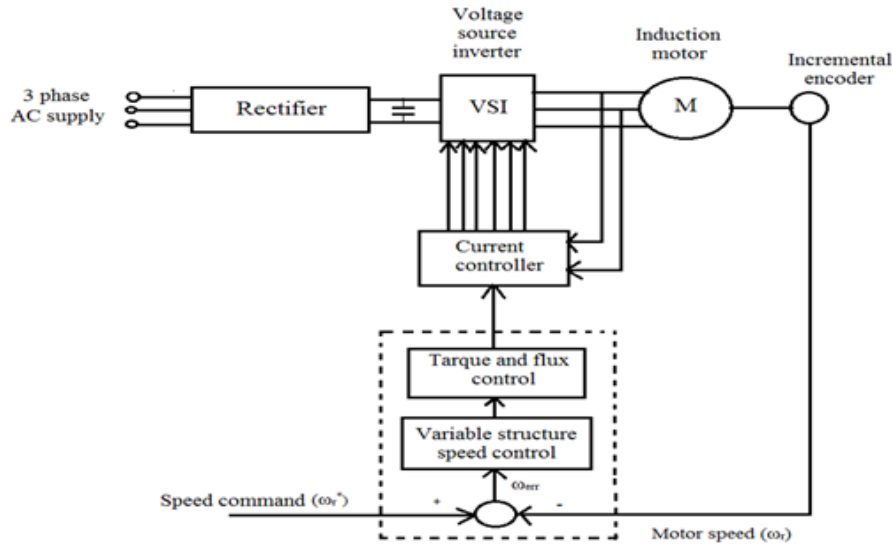 Voltage
source
inverter
Induction
motor
Incremental
encoder
3 phase
AC supply
Rectifier
VSI
M
Current
controller
Tarque and flux
control
Variable structure
speed control
ωerr
Speed command (ωr*)
+
-
Motor speed (ωr)